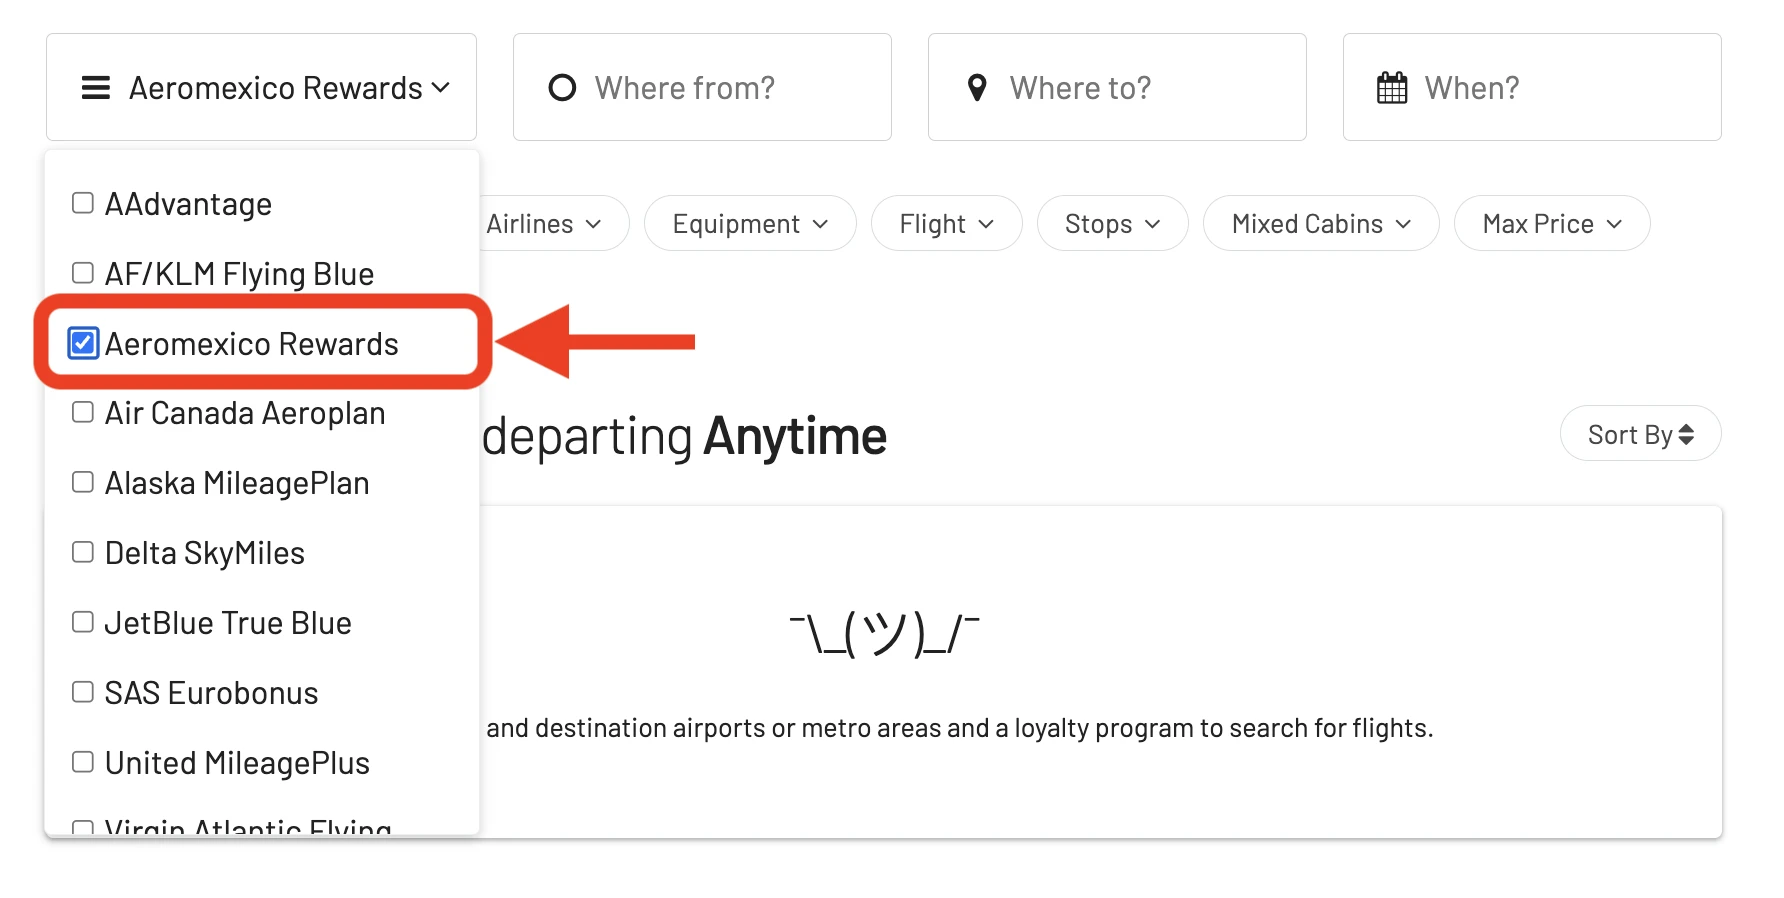 Aeromexico Rewards
Where from?
Where to?
When?
AAdvantage
AF/KLM Flying Blue
Aeromexico Rewards
Air Canada Aeroplan
Alaska MileagePlan
Delta SkyMiles
JetBlue True Blue
SAS Eurobonus
United MileagePlus
Virgin Atlantic Flying
Airlines
Equipment
Flight
Stops
Mixed Cabins
Max Price
departing Anytime
Sort By
¯\_(ツ)_/¯
and destination airports or metro areas and a loyalty program to search for flights.